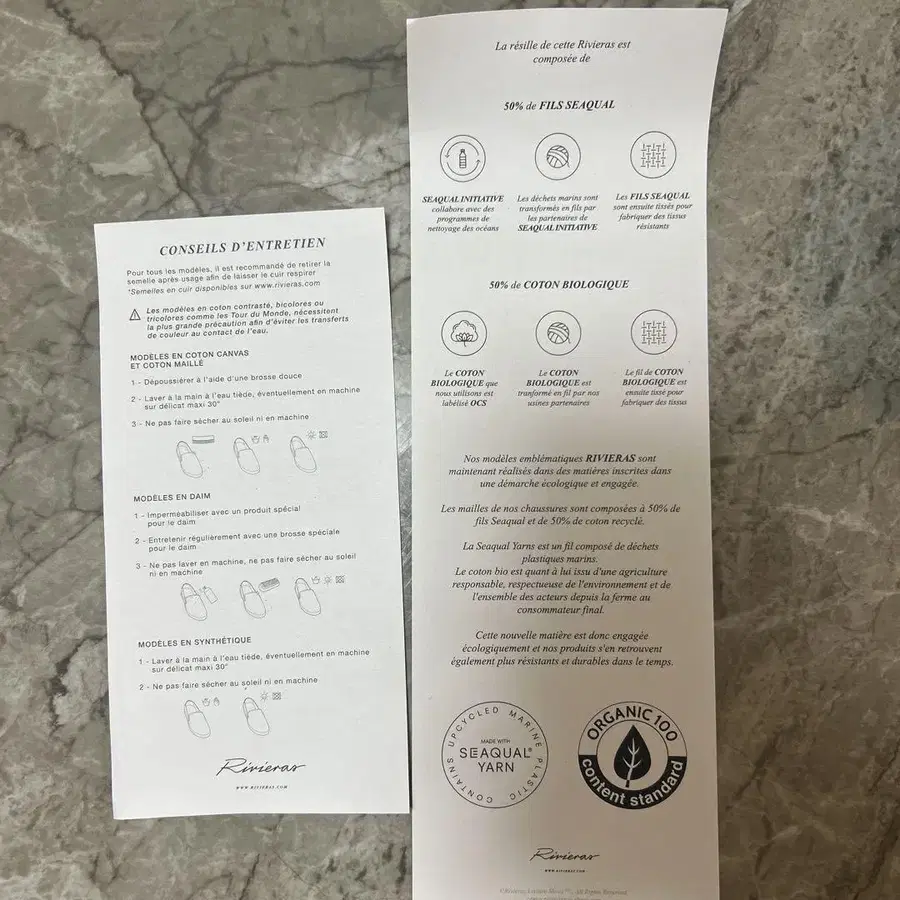 CONSEILS D'ENTRETIEN
Pour tous les modèles, il est recommandé de retirer la
semelle après usage afin de laisser le cuir respirer
*Semelles en cuir disponibles sur www.rivieras.com
Les modèles en coton contrasté, bicolores ou
tricolores comme les Tour du Monde, nécessitent
la plus grande précaution afin d'éviter les transferts
de couleur au contact de l'eau.
MODÈLES EN COTON CANVAS
ET COTON MAILLÉ
1 - Dépoussiérer à l'aide d'une brosse douce
2 - Laver à la main à l'eau tiède, éventuellement en machine
sur délicat maxi 30°
3 - Ne pas faire sécher au soleil ni en machine
MODÈLES EN DAIM
1 - Imperméabiliser avec un produit spécial
pour le daim
2 - Entretenir régulièrement avec une brosse spéciale
pour le daim
3 - Ne pas laver en machine, ne pas faire sécher au soleil
ni en machine
MODÈLES EN SYNTHÉTIQUE
1 - Laver à la main à l'eau tiède, éventuellement en machine
sur délicat maxi 30°
2 - Ne pas faire sécher au soleil ni en machine
Rivieras
WWW.RIVIERAS.COM
La résille de cette Rivieras est
composée de
50% de FILS SEAQUAL
SEAQUAL INITIATIVE
collabore avec des
programmes de
nettoyage des océans
Les déchets marins sont
transformés en fils par
les partenaires de
SEAQUAL INITIATIVE
Les FILS SEAQUAL
sont ensuite tissés pour
fabriquer des tissus
résistants
50% de COTON BIOLOGIQUE
Le COTON
BIOLOGIQUE que
nous utilisons est
labélisé OCS
Le COTON
BIOLOGIQUE est
tranformé en fil par nos
usines partenaires
Le fil de COTON
BIOLOGIQUE est
ensuite tissé pour
fabriquer des tissus
Nos modèles emblématiques RIVIERAS sont
maintenant réalisés dans des matières inscrites dans
une démarche écologique et engagée.
Les mailles de nos chaussures sont composées à 50% de
fils Seaqual et de 50% de coton recyclé.
La Seaqual Yarns est un fil composé de déchets
plastiques marins.
Le coton bio est quant à lui issu d'une agriculture
responsable, respectueuse de l'environnement et de
l'ensemble des acteurs depuis la ferme au
consommateur final.
Cette nouvelle matière est donc engagée
écologiquement et nos produits s'en retrouvent
également plus résistants et durables dans le temps.
CONTAINS UPCYCLED MARINE PLASTIC
MADE WITH
SEAQUAL®
YARN
ORGANIC 100
content standard
Rivieras
WWW.RIVIERAS.COM